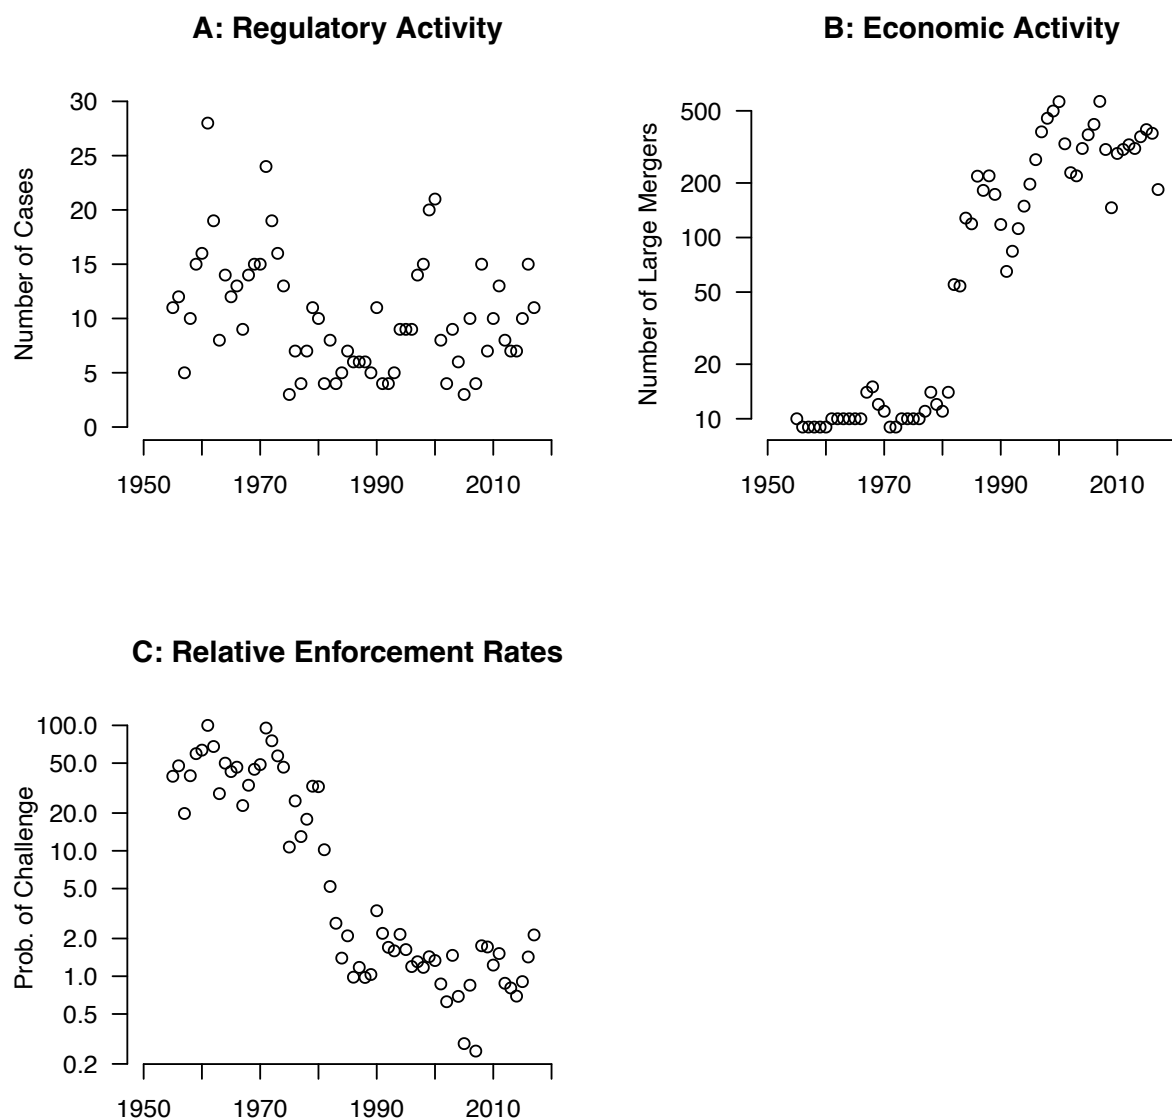 A: Regulatory Activity
Number of Cases
30
25
20
15
10
5
0
1950 1970 1990 2010
B: Economic Activity
Number of Large Mergers
500
200
100
50
20
10
1950 1970 1990 2010
C: Relative Enforcement Rates
Prob. of Challenge
100.0
50.0
20.0
10.0
5.0
2.0
1.0
0.5
0.2
1950 1970 1990 2010